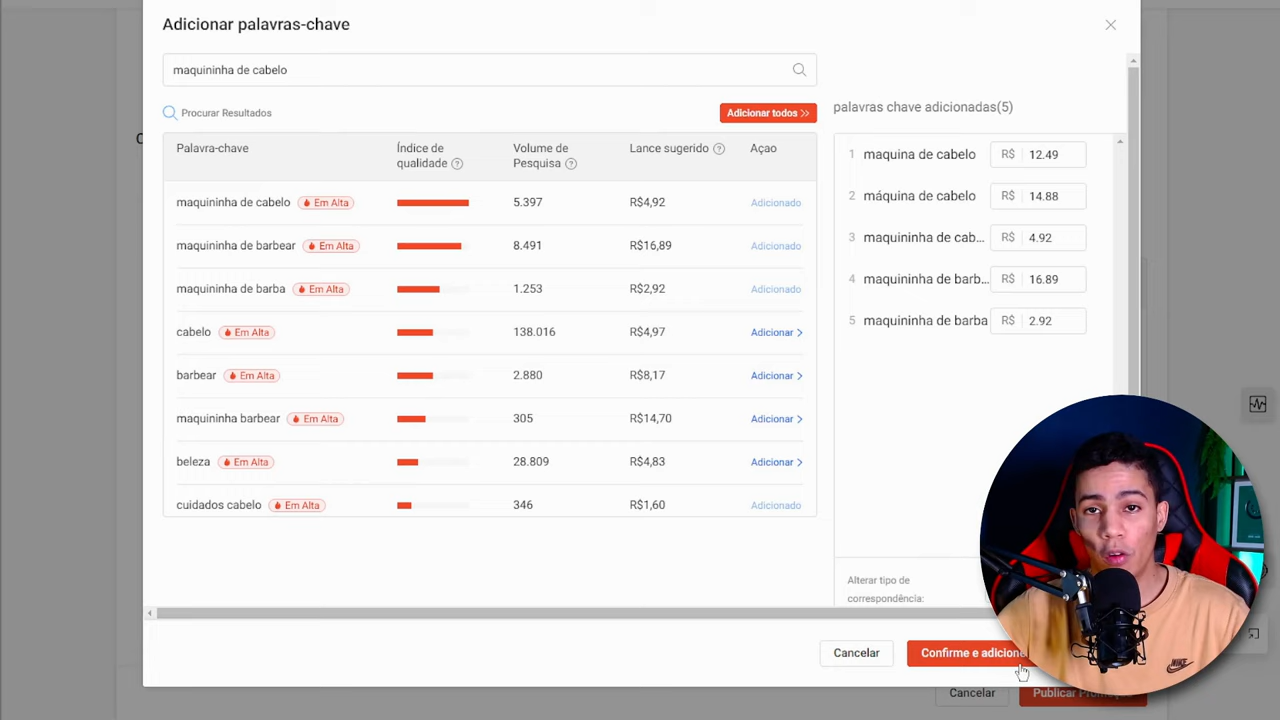 Adicionar palavras-chave
maquininha de cabelo
Procurar Resultados
Adicionar todos
palavras chave adicionadas(5)
Palavra-chave
Índice de qualidade
Volume de Pesquisa
Lance sugerido
Açao
maquininha de cabelo Em Alta 5.397 R$4,92 Adicionado
maquininha de barbear Em Alta 8.491 R$16,89 Adicionado
maquininha de barba Em Alta 1.253 R$2,92 Adicionado
cabelo Em Alta 138.016 R$4,97 Adicionar >
barbear Em Alta 2.880 R$8,17 Adicionar >
maquininha barbear Em Alta 305 R$14,70 Adicionar >
beleza Em Alta 28.809 R$4,83 Adicionar >
cuidados cabelo Em Alta 346 R$1,60 Adicionado
1 maquina de cabelo R$ 12.49
2 máquina de cabelo R$ 14.88
3 maquininha de cab... R$ 4.92
4 maquininha de barb... R$ 16.89
5 maquininha de barba R$ 2.92
Alterar tipo de
correspondência:
Cancelar
Confirme e adicione
Cancelar
Publicar